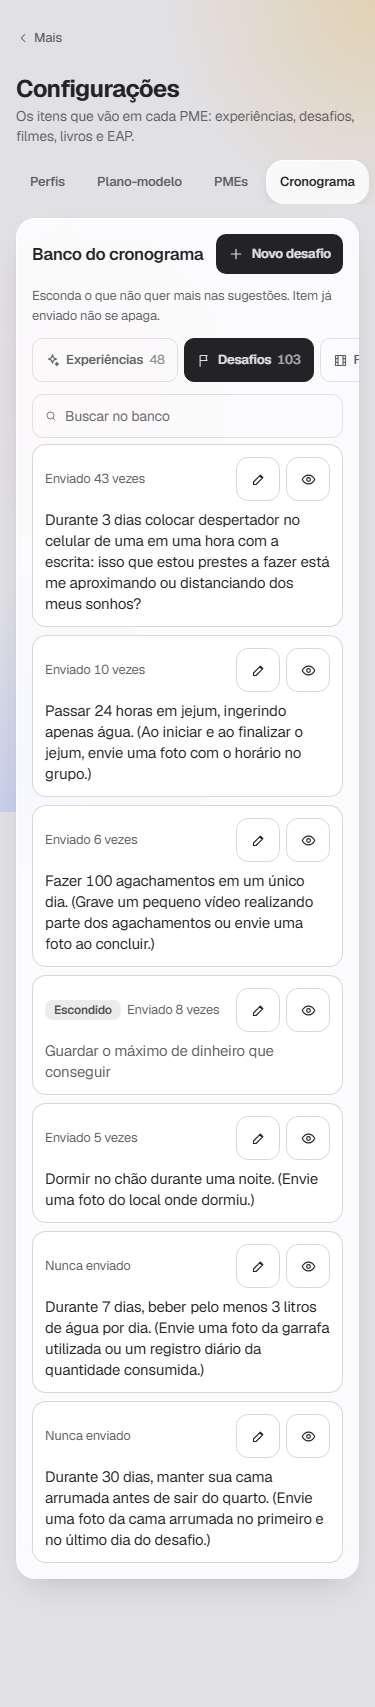 Mais
Configurações
Os itens que vão em cada PME: experiências, desafios,
filmes, livros e EAP.
Perfis Plano-modelo PMEs Cronograma
Banco do cronograma Novo desafio
Esconda o que não quer mais nas sugestões. Item já
enviado não se apaga.
Experiências 48 Desafios 103
Buscar no banco
Enviado 43 vezes
Durante 3 dias colocar despertador no
celular de uma em uma hora com a
escrita: isso que estou prestes a fazer está
me aproximando ou distanciando dos
meus sonhos?
Enviado 10 vezes
Passar 24 horas em jejum, ingerindo
apenas água. (Ao iniciar e ao finalizar o
jejum, envie uma foto com o horário no
grupo.)
Enviado 6 vezes
Fazer 100 agachamentos em um único
dia. (Grave um pequeno vídeo realizando
parte dos agachamentos ou envie uma
foto ao concluir.)
Escondido Enviado 8 vezes
Guardar o máximo de dinheiro que
conseguir
Enviado 5 vezes
Dormir no chão durante uma noite. (Envie
uma foto do local onde dormiu.)
Nunca enviado
Durante 7 dias, beber pelo menos 3 litros
de água por dia. (Envie uma foto da garrafa
utilizada ou um registro diário da
quantidade consumida.)
Nunca enviado
Durante 30 dias, manter sua cama
arrumada antes de sair do quarto. (Envie
uma foto da cama arrumada no primeiro e
no último dia do desafio.)